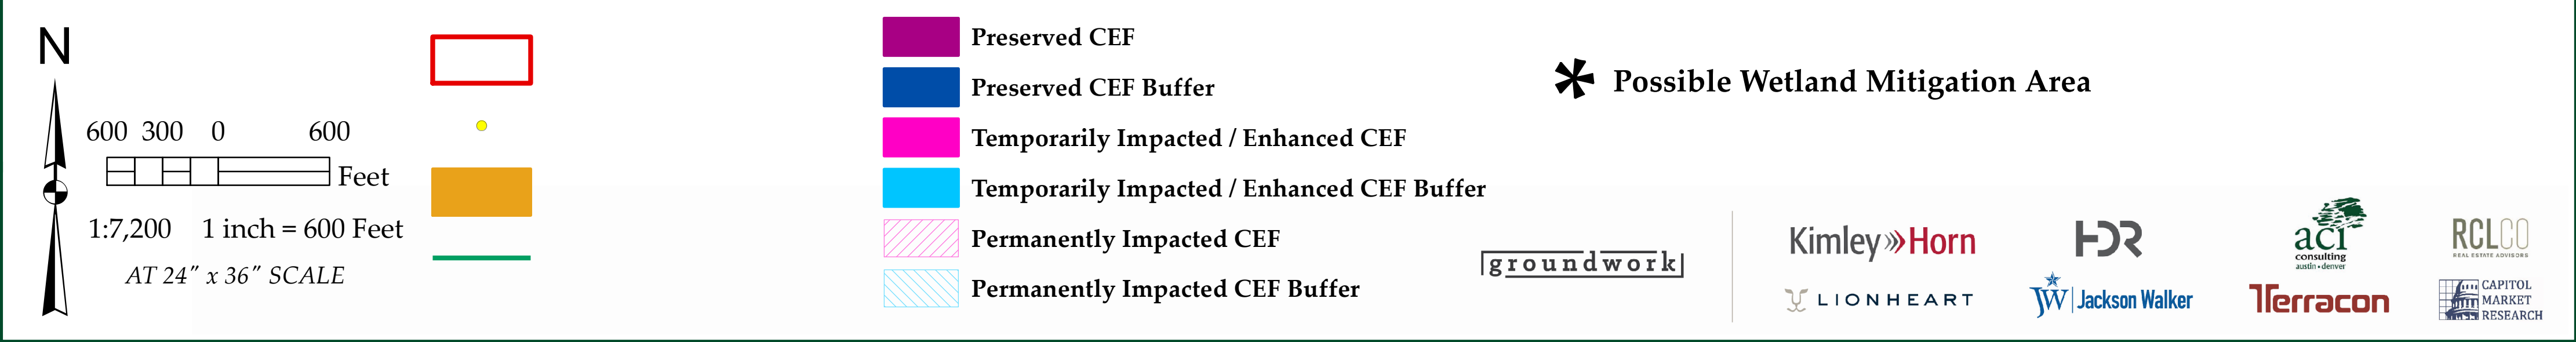 N
600 300 0 600
Feet
1:7,200 1 inch = 600 Feet
AT 24" x 36" SCALE
Preserved CEF
Preserved CEF Buffer
Temporarily Impacted / Enhanced CEF
Temporarily Impacted / Enhanced CEF Buffer
Permanently Impacted CEF
Permanently Impacted CEF Buffer
Possible Wetland Mitigation Area
groundwork
Kimley»Horn
HDR
aci
consulting
austin • denver
RCLCO
REAL ESTATE ADVISORS
LIONHEART
JW Jackson Walker
Terracon
CAPITOL
MARKET
RESEARCH